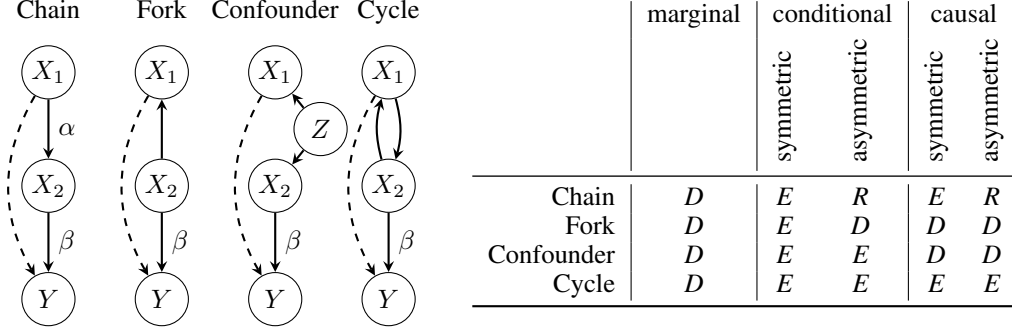 Chain Fork Confounder Cycle
X₁ X₁ X₁ X₁
α
Z
X₂ X₂ X₂ X₂
β β β β
Y Y Y Y
marginal conditional causal
symmetric asymmetric symmetric asymmetric
Chain D E R E R
Fork D E D D D
Confounder D E E D D
Cycle D E E E E